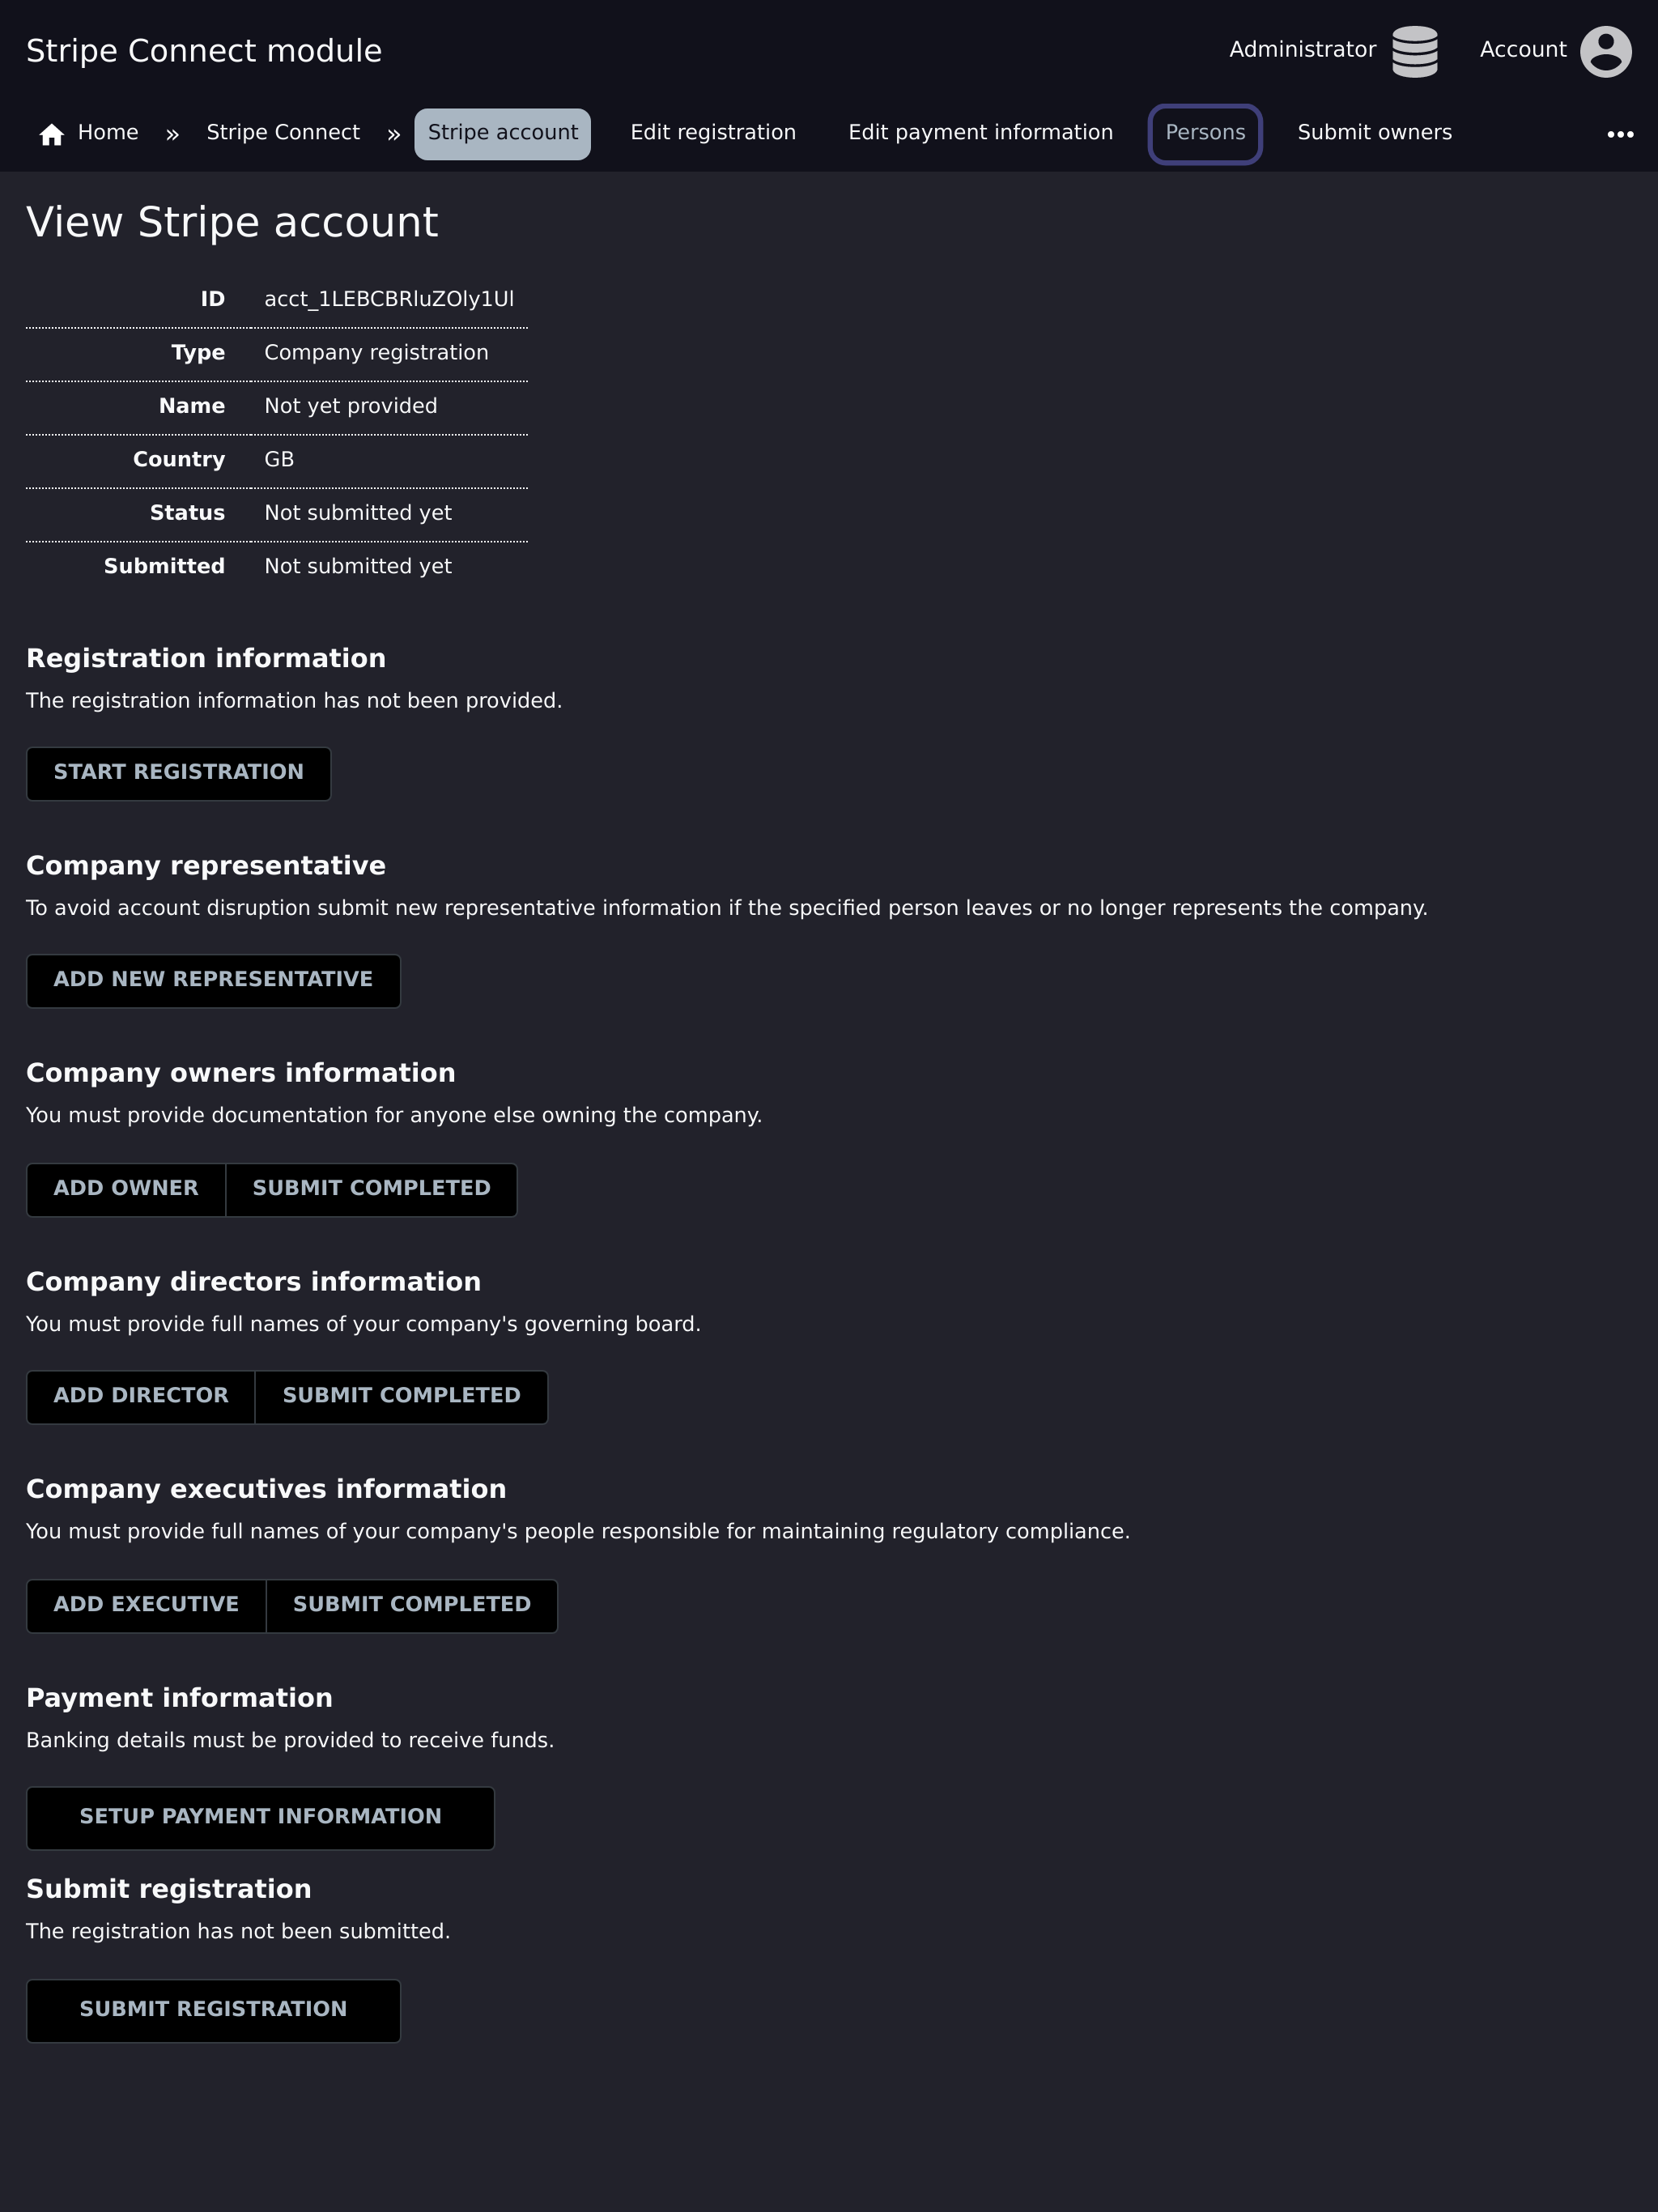 Stripe Connect module
Administrator
Account
Home » Stripe Connect » Stripe account Edit registration Edit payment information Persons Submit owners •••
View Stripe account
ID acct_1LEBCBRluZOly1Ul
Type Company registration
Name Not yet provided
Country GB
Status Not submitted yet
Submitted Not submitted yet
Registration information
The registration information has not been provided.
START REGISTRATION
Company representative
To avoid account disruption submit new representative information if the specified person leaves or no longer represents the company.
ADD NEW REPRESENTATIVE
Company owners information
You must provide documentation for anyone else owning the company.
ADD OWNER SUBMIT COMPLETED
Company directors information
You must provide full names of your company's governing board.
ADD DIRECTOR SUBMIT COMPLETED
Company executives information
You must provide full names of your company's people responsible for maintaining regulatory compliance.
ADD EXECUTIVE SUBMIT COMPLETED
Payment information
Banking details must be provided to receive funds.
SETUP PAYMENT INFORMATION
Submit registration
The registration has not been submitted.
SUBMIT REGISTRATION